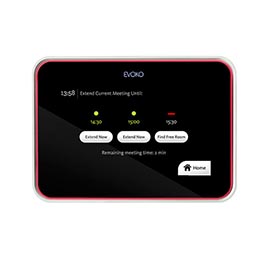 EVOKO
13:58 Extend Current Meeting Until:
14:30 15:00 15:30
Extend Now Extend Now Find Free Room
Remaining meeting time: 2 min
Home